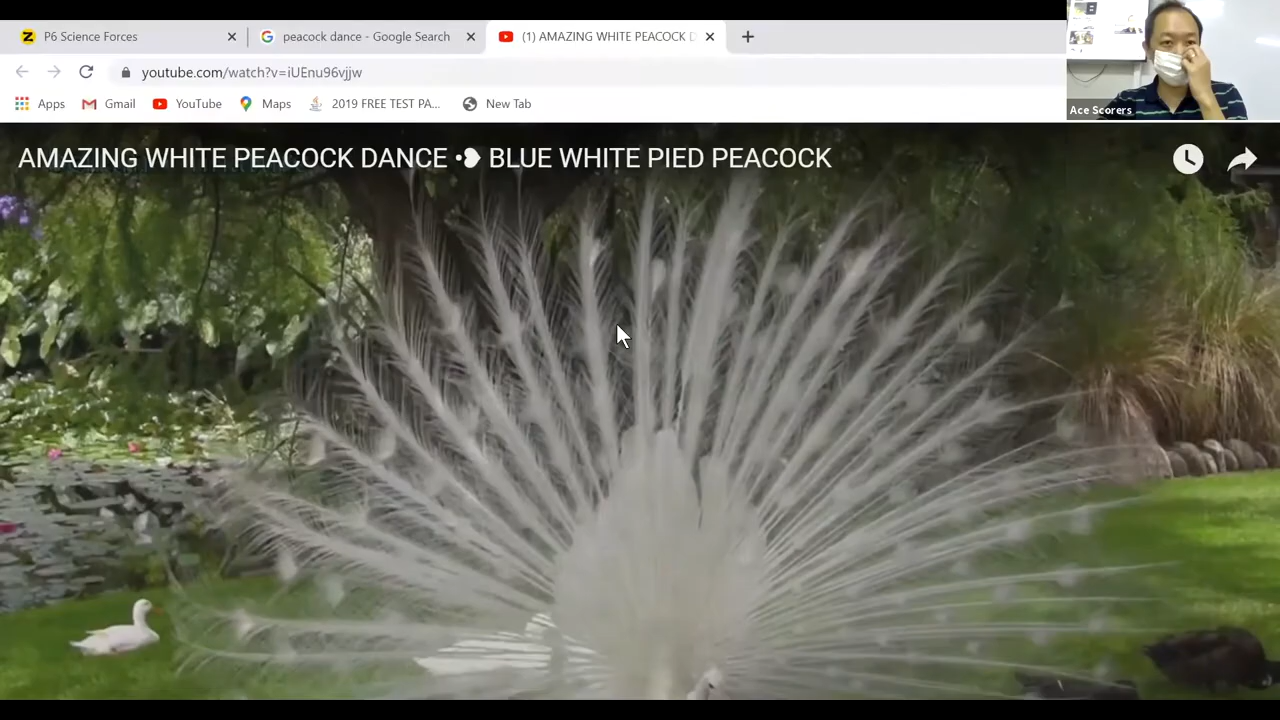 P6 Science Forces
peacock dance - Google Search
(1) AMAZING WHITE PEACOCK D
youtube.com/watch?v=iUEnu96vjjw
Apps
Gmail
YouTube
Maps
2019 FREE TEST PA...
New Tab
Ace Scorers
AMAZING WHITE PEACOCK DANCE •❥ BLUE WHITE PIED PEACOCK